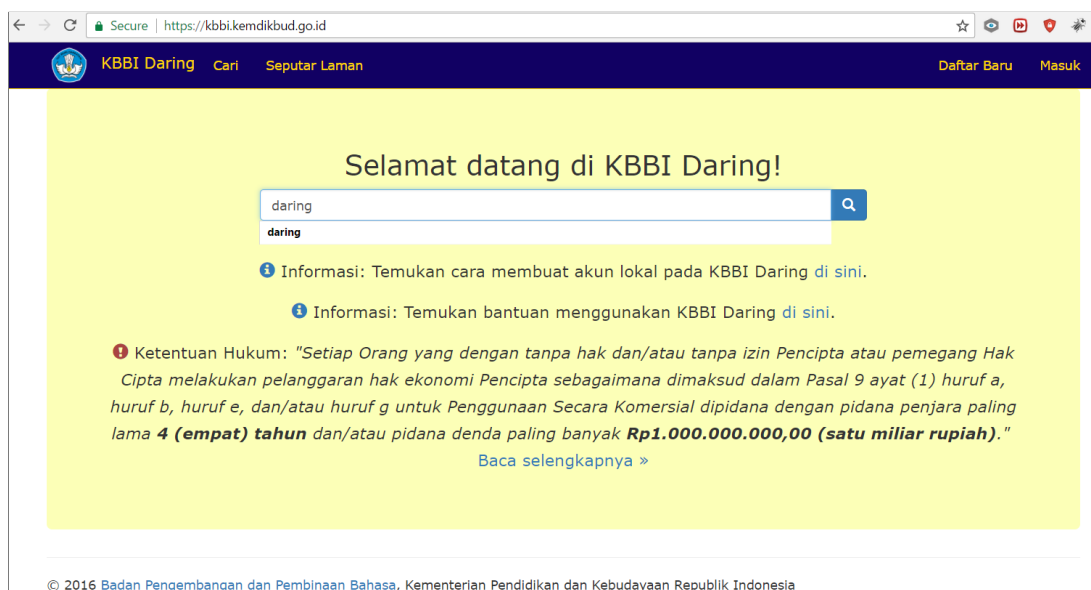 Secure | https://kbbi.kemdikbud.go.id
KBBI Daring Cari Seputar Laman Daftar Baru Masuk
Selamat datang di KBBI Daring!
daring
daring
Informasi: Temukan cara membuat akun lokal pada KBBI Daring di sini.
Informasi: Temukan bantuan menggunakan KBBI Daring di sini.
Ketentuan Hukum: "Setiap Orang yang dengan tanpa hak dan/atau tanpa izin Pencipta atau pemegang Hak
Cipta melakukan pelanggaran hak ekonomi Pencipta sebagaimana dimaksud dalam Pasal 9 ayat (1) huruf a,
huruf b, huruf e, dan/atau huruf g untuk Penggunaan Secara Komersial dipidana dengan pidana penjara paling
lama 4 (empat) tahun dan/atau pidana denda paling banyak Rp1.000.000.000,00 (satu miliar rupiah)."
Baca selengkapnya »
© 2016 Badan Pengembangan dan Pembinaan Bahasa, Kementerian Pendidikan dan Kebudayaan Republik Indonesia